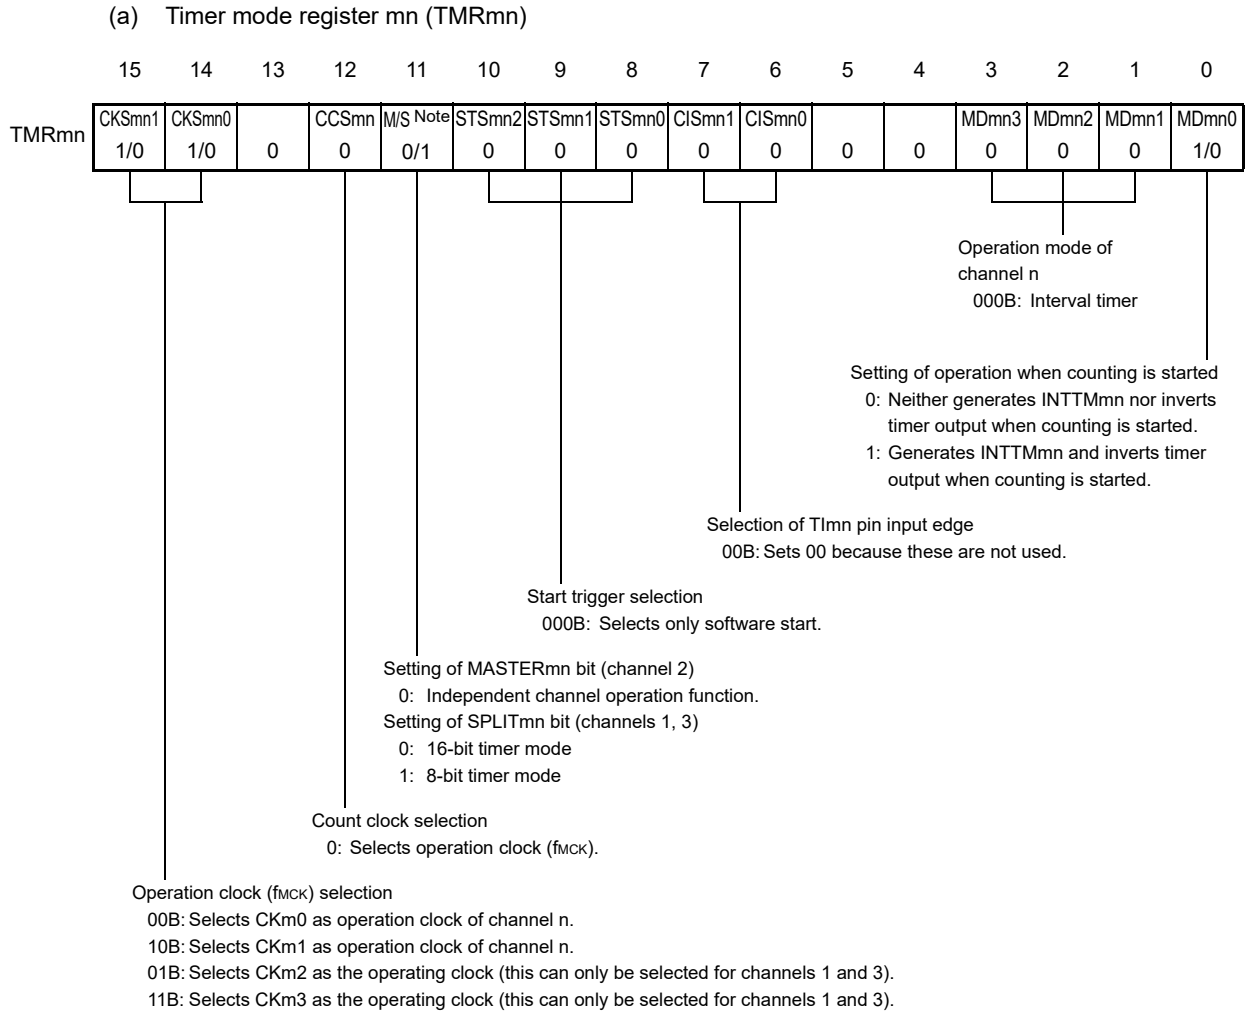 (a) Timer mode register mn (TMRmn)
15 14 13 12 11 10 9 8 7 6 5 4 3 2 1 0
TMRmn CKSmn1 CKSmn0 CCSmn M/S Note STSmn2 STSmn1 STSmn0 CISmn1 CISmn0 MDmn3 MDmn2 MDmn1 MDmn0
1/0 1/0 0 0 0/1 0 0 0 0 0 0 0 0 0 0 1/0
Operation mode of
channel n
000B: Interval timer
Setting of operation when counting is started
0: Neither generates INTTMmn nor inverts
timer output when counting is started.
1: Generates INTTMmn and inverts timer
output when counting is started.
Selection of TImn pin input edge
00B: Sets 00 because these are not used.
Start trigger selection
000B: Selects only software start.
Setting of MASTERmn bit (channel 2)
0: Independent channel operation function.
Setting of SPLITmn bit (channels 1, 3)
0: 16-bit timer mode
1: 8-bit timer mode
Count clock selection
0: Selects operation clock (fMCK).
Operation clock (fMCK) selection
00B: Selects CKm0 as operation clock of channel n.
10B: Selects CKm1 as operation clock of channel n.
01B: Selects CKm2 as the operating clock (this can only be selected for channels 1 and 3).
11B: Selects CKm3 as the operating clock (this can only be selected for channels 1 and 3).